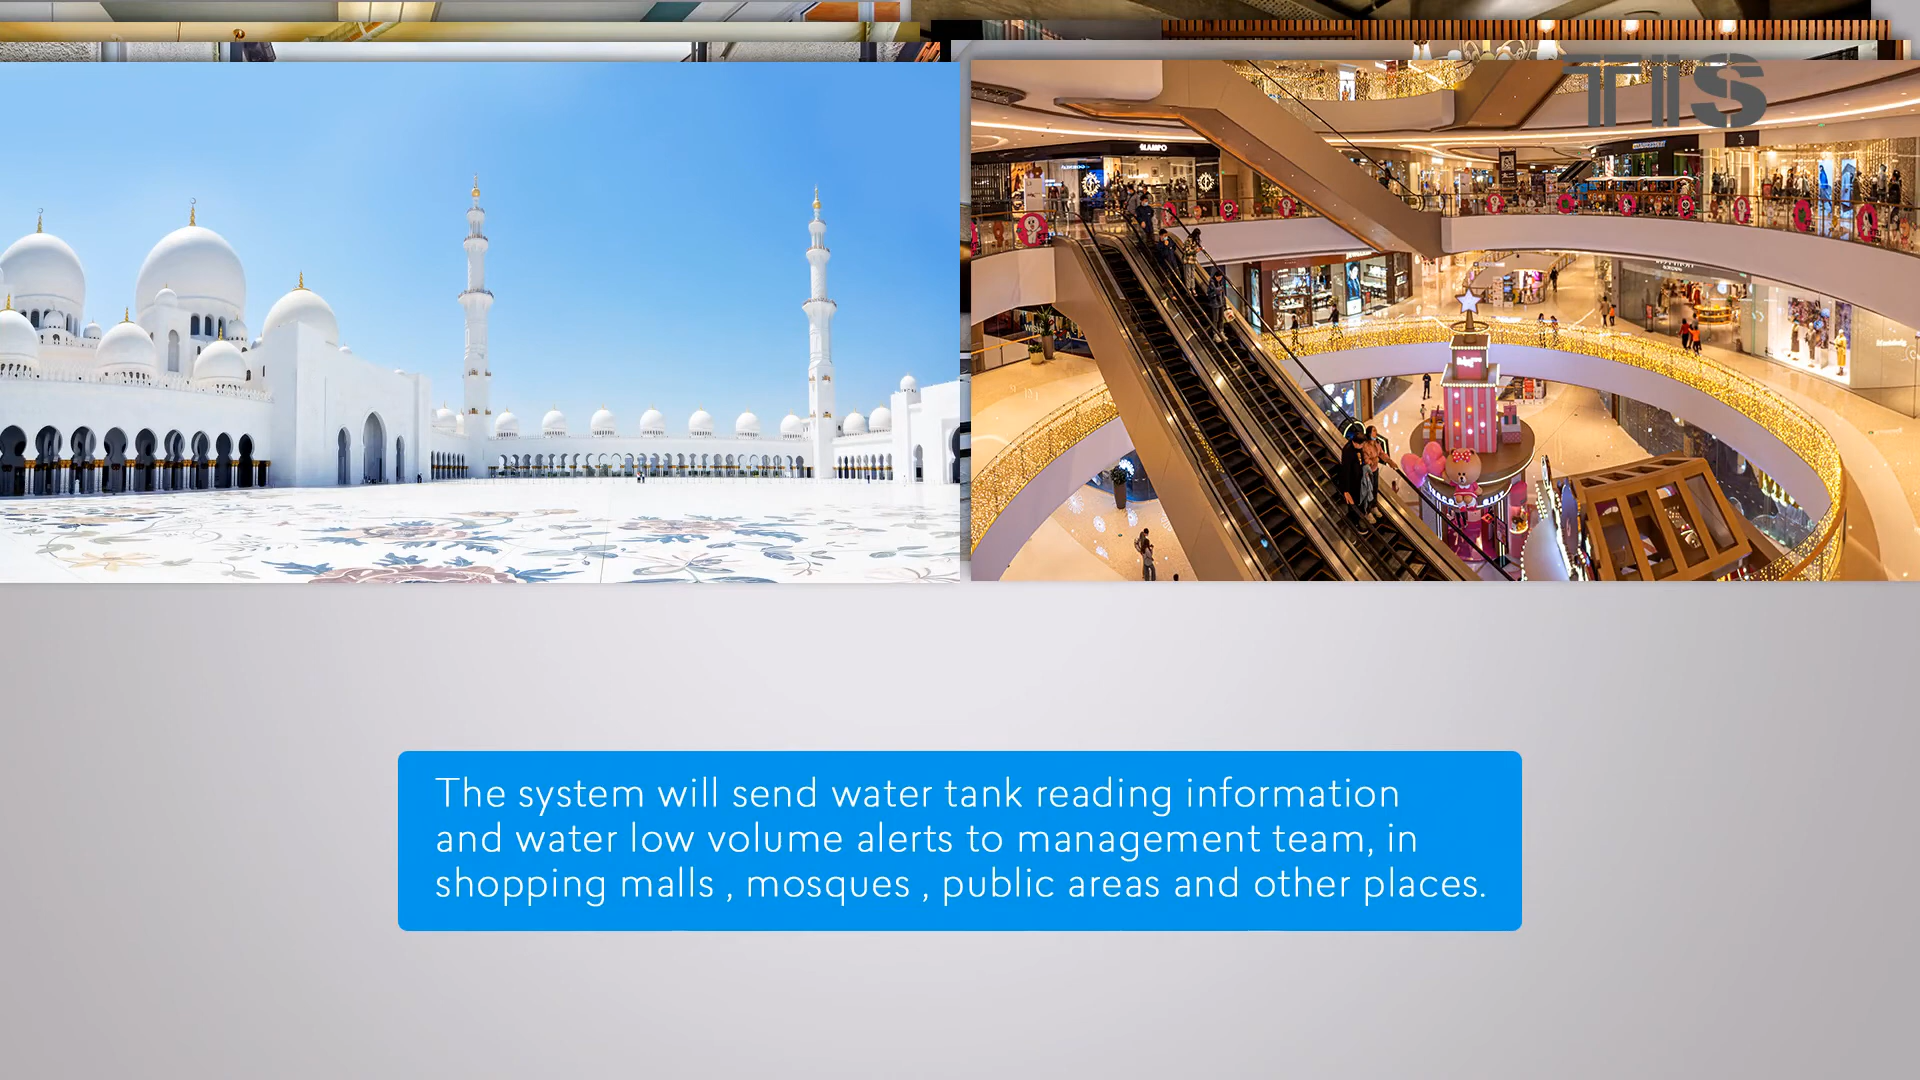 TIS
HAMPO
The system will send water tank reading information
and water low volume alerts to management team, in
shopping malls , mosques , public areas and other places.